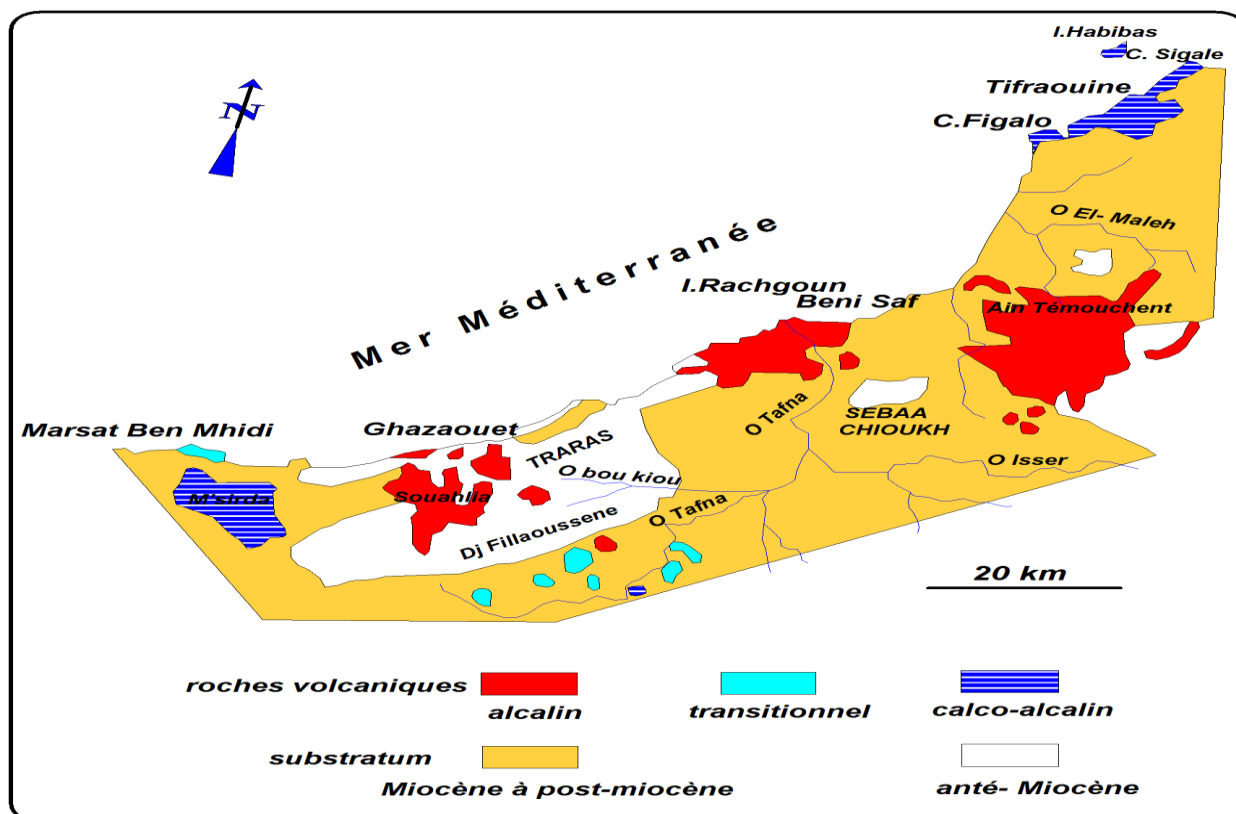 I.Habibas
C. Sigale
Tifraouine
C.Figalo
N
O El- Maleh
Mer Méditerranée
I.Rachgoun
Beni Saf
Ain Témouchent
Marsat Ben Mhidi
Ghazaouet
TRARAS
O Tafna
SEBAA
CHIOUKH
O Isser
M'sirda
Souahlia
O bou kiou
Dj Fillaoussene
O Tafna
20 km
roches volcaniques
alcalin
transitionnel
calco-alcalin
substratum
Miocène à post-miocène
anté- Miocène